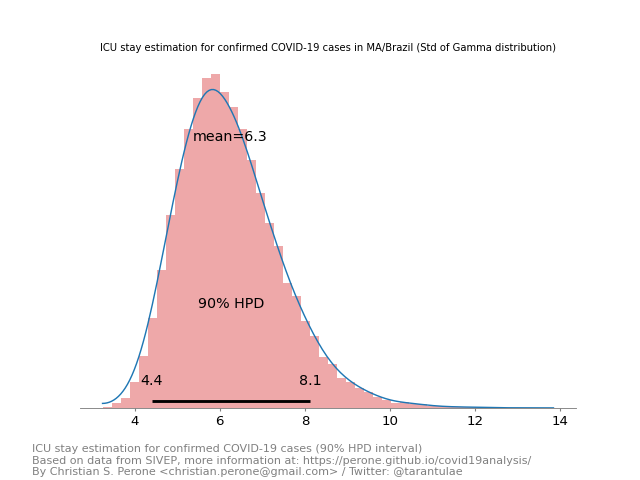 ICU stay estimation for confirmed COVID-19 cases in MA/Brazil (Std of Gamma distribution)
mean=6.3
90% HPD
4.4 8.1
4 6 8 10 12 14
ICU stay estimation for confirmed COVID-19 cases (90% HPD interval)
Based on data from SIVEP, more information at: https://perone.github.io/covid19analysis/
By Christian S. Perone <christian.perone@gmail.com> / Twitter: @tarantulae